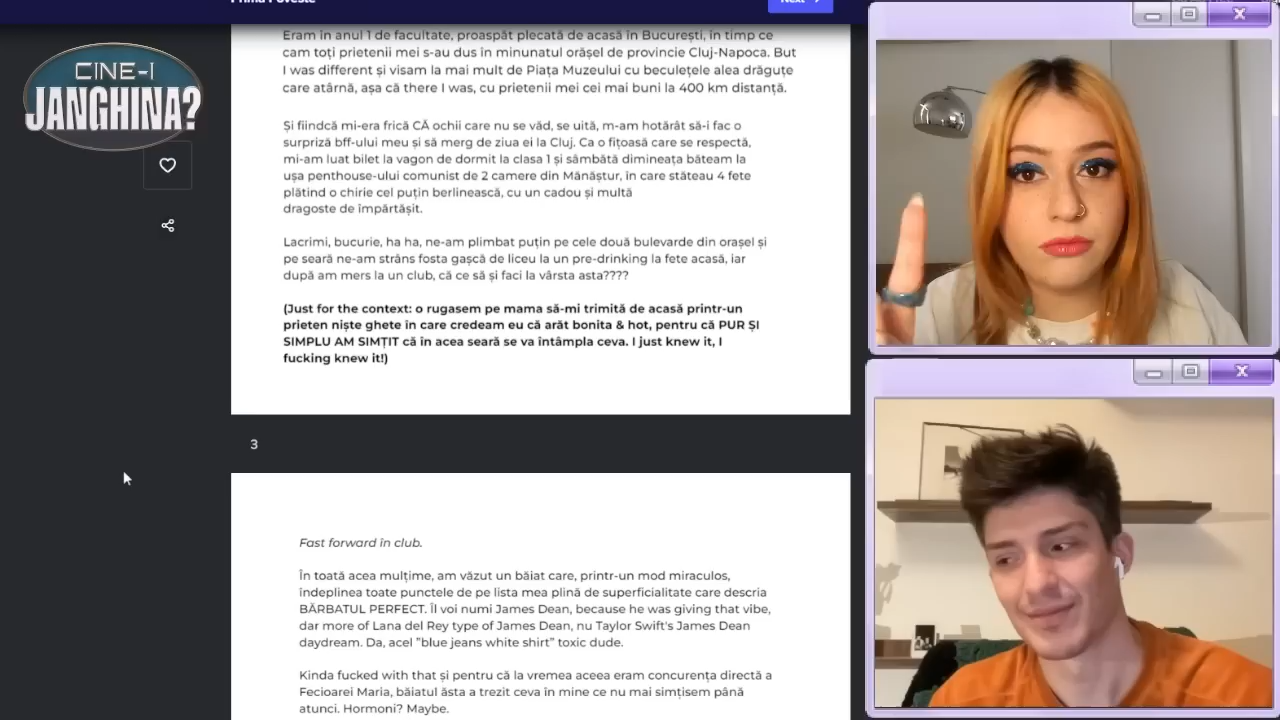 Prima Poveste
Next
CINE-I
JANGHINA?
Eram în anul 1 de facultate, proaspăt plecată de acasă în București, în timp ce
cam toți prietenii mei s-au dus în minunatul orășel de provincie Cluj-Napoca. But
I was different și visam la mai mult de Piața Muzeului cu beculețele alea drăguțe
care atârnă, așa că there I was, cu prietenii mei cei mai buni la 400 km distanță.
Și fiindcă mi-era frică CĂ ochii care nu se văd, se uită, m-am hotărât să-i fac o
surpriză bff-ului meu și să merg de ziua ei la Cluj. Ca o fițoasă care se respectă,
mi-am luat bilet la vagon de dormit la clasa 1 și sâmbătă dimineața băteam la
ușa penthouse-ului comunist de 2 camere din Mănăștur, în care stăteau 4 fete
plătind o chirie cel puțin berlinească, cu un cadou și multă
dragoste de împărtășit.
Lacrimi, bucurie, ha ha, ne-am plimbat puțin pe cele două bulevarde din orășel și
pe seară ne-am strâns fosta gașcă de liceu la un pre-drinking la fete acasă, iar
după am mers la un club, că ce să și faci la vârsta asta????
(Just for the context: o rugasem pe mama să-mi trimită de acasă printr-un
prieten niște ghete în care credeam eu că arăt bonita & hot, pentru că PUR ȘI
SIMPLU AM SIMȚIT că în acea seară se va întâmpla ceva. I just knew it, I
fucking knew it!)
3
Fast forward în club.
În toată acea mulțime, am văzut un băiat care, printr-un mod miraculos,
îndeplinea toate punctele de pe lista mea plină de superficialitate care descria
BĂRBATUL PERFECT. Îl voi numi James Dean, because he was giving that vibe,
dar more of Lana del Rey type of James Dean, nu Taylor Swift's James Dean
daydream. Da, acel "blue jeans white shirt” toxic dude.
Kinda fucked with that și pentru că la vremea aceea eram concurența directă a
Fecioarei Maria, băiatul ăsta a trezit ceva în mine ce nu mai simțisem până
atunci. Hormoni? Maybe.